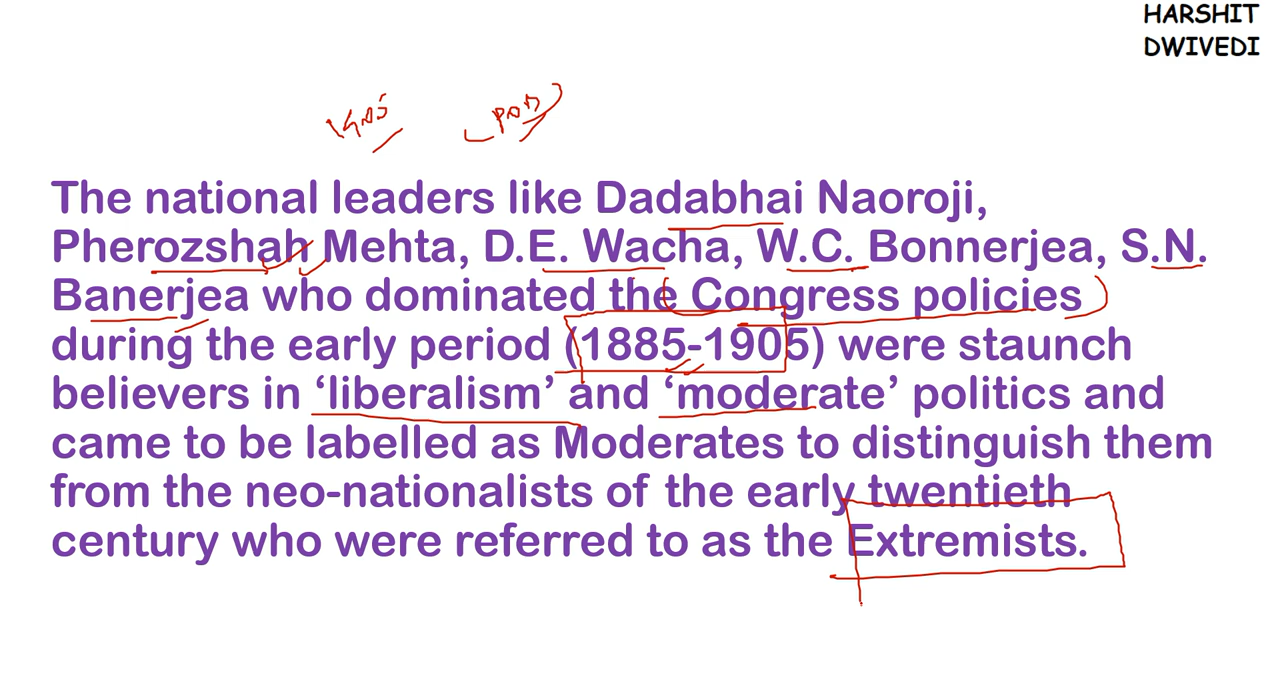 HARSHIT
DWIVEDI
The national leaders like Dadabhai Naoroji,
Pherozshah Mehta, D.E. Wacha, W.C. Bonnerjea, S.N.
Banerjea who dominated the Congress policies
during the early period (1885-1905) were staunch
believers in ‘liberalism’ and ‘moderate’ politics and
came to be labelled as Moderates to distinguish them
from the neo-nationalists of the early twentieth
century who were referred to as the Extremists.